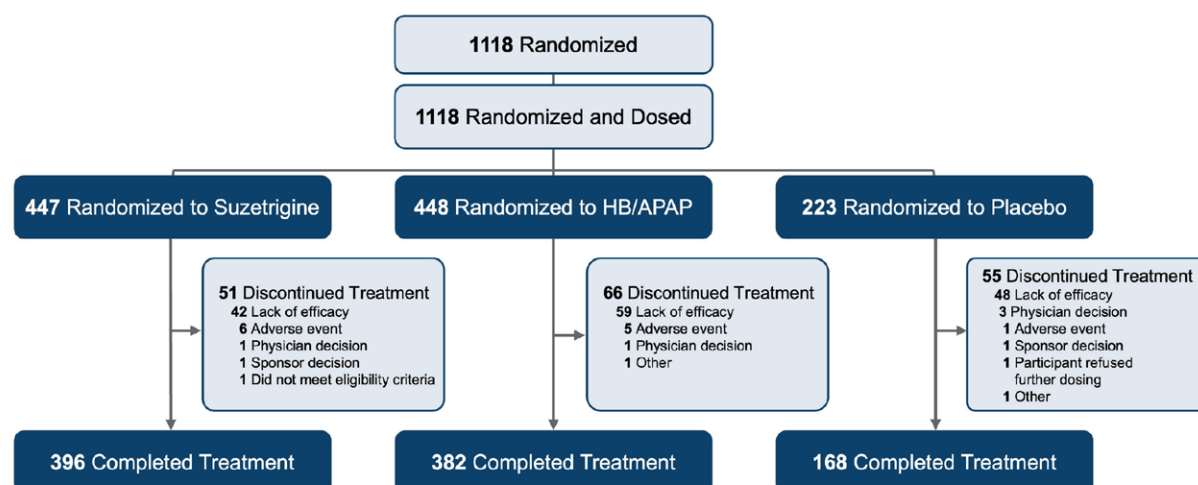 1118 Randomized
1118 Randomized and Dosed
447 Randomized to Suzetrigine
448 Randomized to HB/APAP
223 Randomized to Placebo
51 Discontinued Treatment
42 Lack of efficacy
6 Adverse event
1 Physician decision
1 Sponsor decision
1 Did not meet eligibility criteria
66 Discontinued Treatment
59 Lack of efficacy
5 Adverse event
1 Physician decision
1 Other
55 Discontinued Treatment
48 Lack of efficacy
3 Physician decision
1 Adverse event
1 Sponsor decision
1 Participant refused
further dosing
1 Other
396 Completed Treatment
382 Completed Treatment
168 Completed Treatment